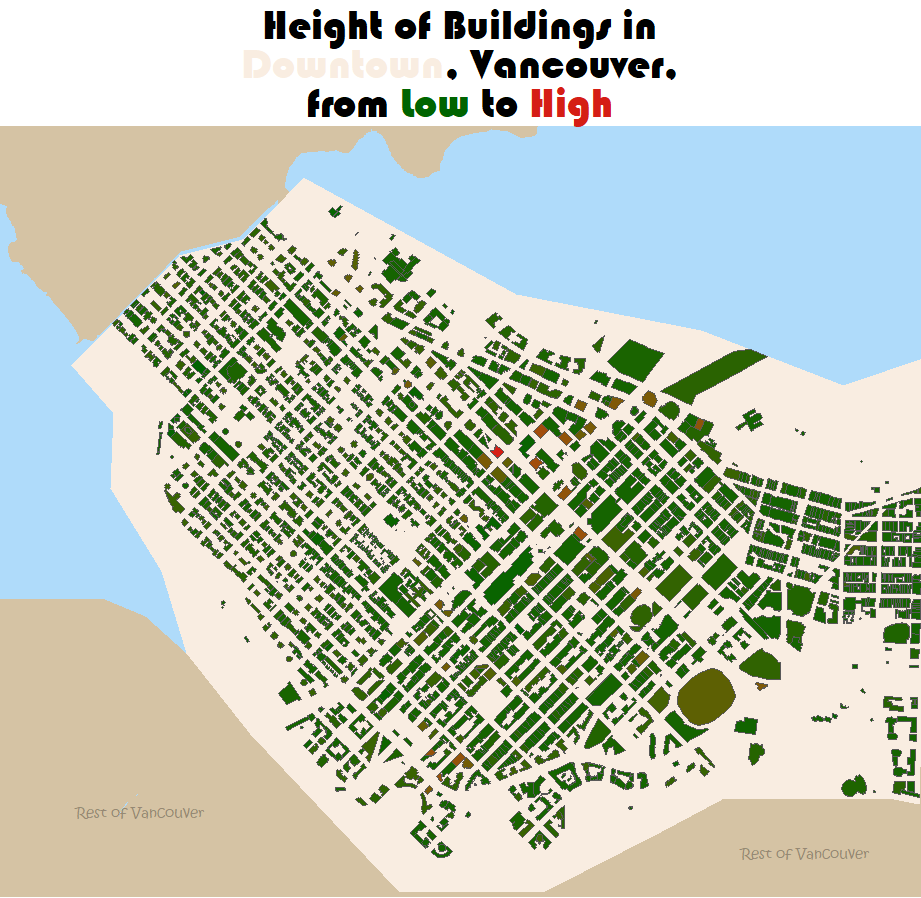 Height of Buildings in
Downtown, Vancouver,
from Low to High
Rest of Vancouver
Rest of Vancouver